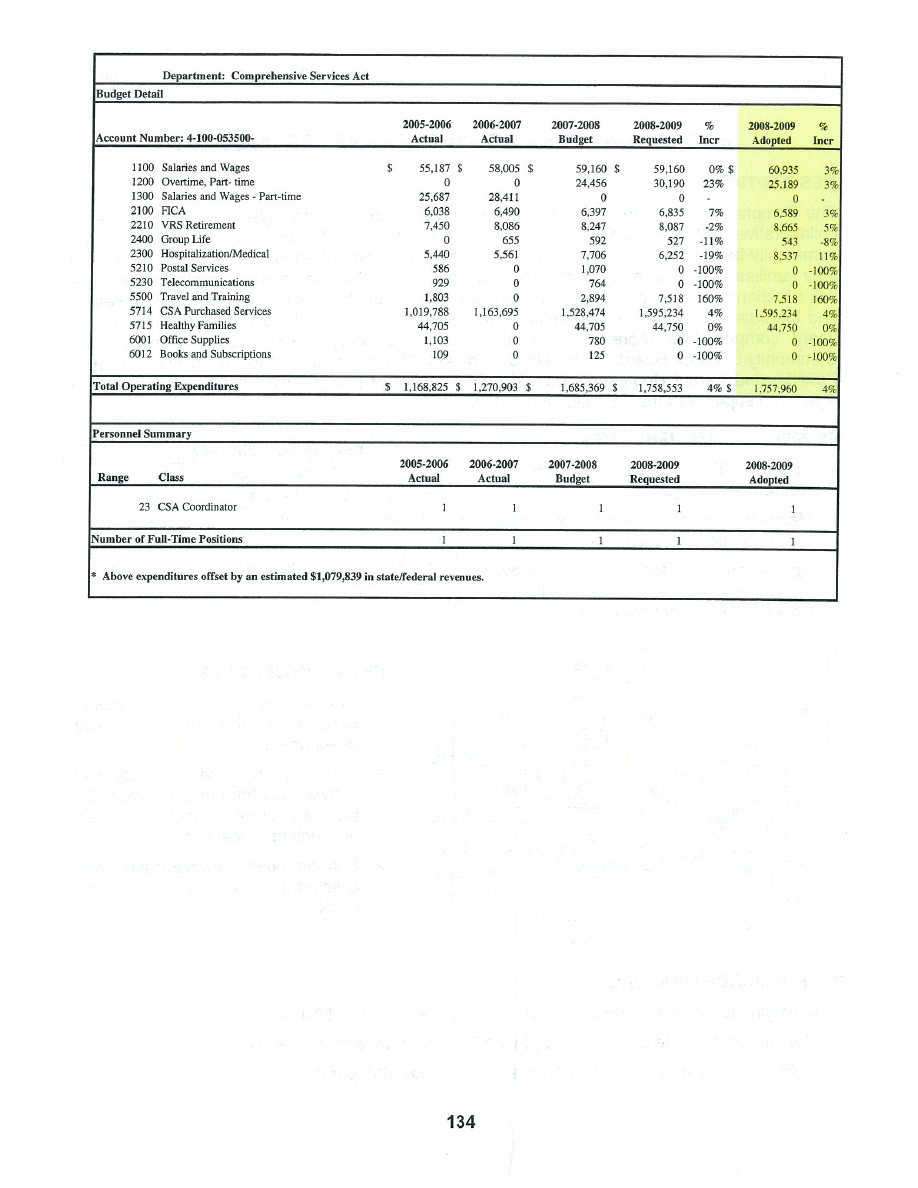 Department: Comprehensive Services Act
Budget Detail
2005-2006 2006-2007 2007-2008 2008-2009 % 2008-2009 %
Account Number: 4-100-053500- Actual Actual Budget Requested Incr Adopted Incr
1100 Salaries and Wages $ 55,187 $ 58,005 $ 59,160 $ 59,160 0% $ 60,935 3%
1200 Overtime, Part- time 0 0 24,456 30,190 23% 25,189 3%
1300 Salaries and Wages - Part-time 25,687 28,411 0 0 - 0 -
2100 FICA 6,038 6,490 6,397 6,835 7% 6,589 3%
2210 VRS Retirement 7,450 8,086 8,247 8,087 -2% 8,665 5%
2400 Group Life 0 655 592 527 -11% 543 -8%
2300 Hospitalization/Medical 5,440 5,561 7,706 6,252 -19% 8,537 11%
5210 Postal Services 586 0 1,070 0 -100% 0 -100%
5230 Telecommunications 929 0 764 0 -100% 0 -100%
5500 Travel and Training 1,803 0 2,894 7,518 160% 7,518 160%
5714 CSA Purchased Services 1,019,788 1,163,695 1,528,474 1,595,234 4% 1,595,234 4%
5715 Healthy Families 44,705 0 44,705 44,750 0% 44,750 0%
6001 Office Supplies 1,103 0 780 0 -100% 0 -100%
6012 Books and Subscriptions 109 0 125 0 -100% 0 -100%
Total Operating Expenditures $ 1,168,825 $ 1,270,903 $ 1,685,369 $ 1,758,553 4% $ 1,757,960 4%
Personnel Summary
2005-2006 2006-2007 2007-2008 2008-2009 2008-2009
Range Class Actual Actual Budget Requested Adopted
23 CSA Coordinator 1 1 1 1 1
Number of Full-Time Positions 1 1 1 1 1
* Above expenditures offset by an estimated $1,079,839 in state/federal revenues.
134